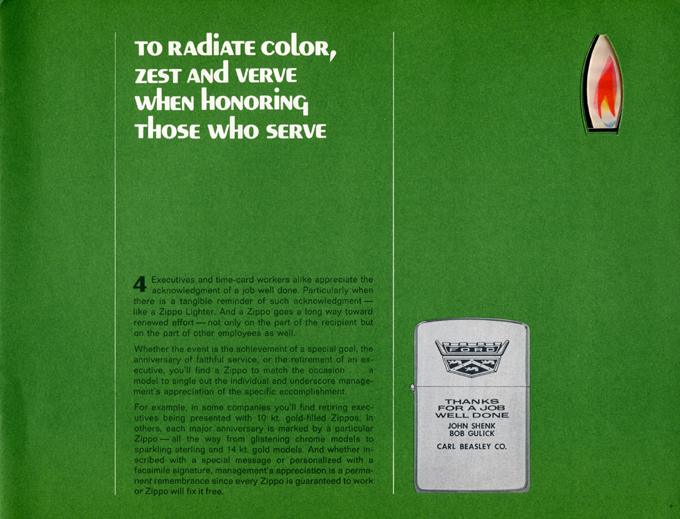 TO RADIATE COLOR,
ZEST AND VERVE
WHEN HONORING
THOSE WHO SERVE
4 Executives and time-card workers alike appreciate the
acknowledgment of a job well done. Particularly when
there is a tangible reminder of such acknowledgment —
like a Zippo Lighter. And a Zippo goes a long way toward
renewed effort — not only on the part of the recipient but
on the part of other employees as well.
Whether the event is the achievement of a special goal, the
anniversary of faithful service, or the retirement of an ex-
ecutive, you'll find a Zippo to match the occasion . . . a
model to single out the individual and underscore manage-
ment's appreciation of the specific accomplishment.
For example, in some companies you'll find retiring exec-
utives being presented with 10 kt. gold-filled Zippos. In
others, each major anniversary is marked by a particular
Zippo — all the way from glistening chrome models to
sparkling sterling and 14 kt. gold models. And whether in-
scribed with a special message or personalized with a
facsimile signature, management's appreciation is a perma-
nent remembrance since every Zippo is guaranteed to work
or Zippo will fix it free.
FORD
THANKS
FOR A JOB
WELL DONE
JOHN SHENK
BOB GULICK
CARL BEASLEY CO.